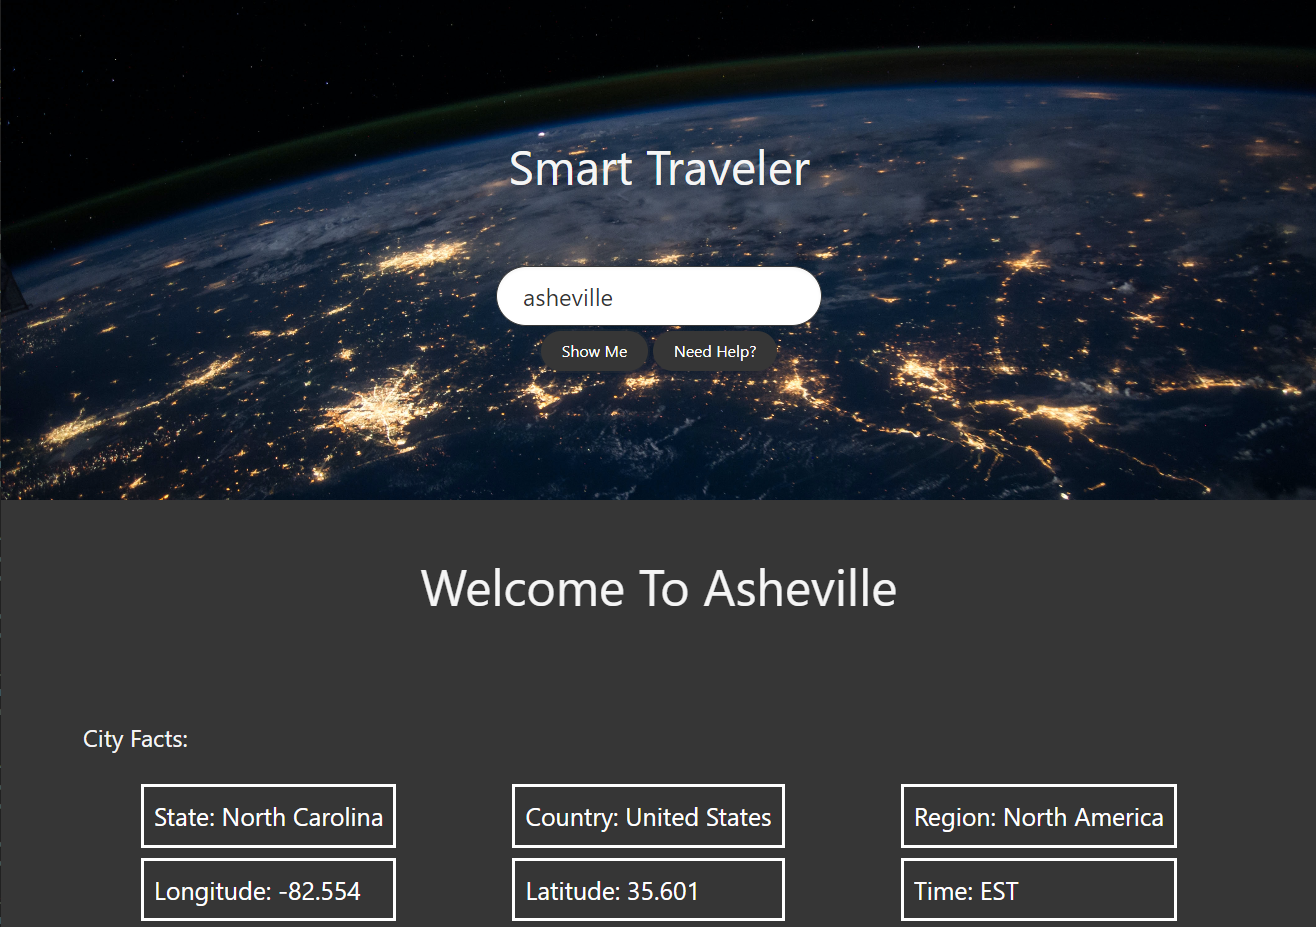 Smart Traveler
asheville
Show Me Need Help?
Welcome To Asheville
City Facts:
State: North Carolina Country: United States Region: North America
Longitude: -82.554 Latitude: 35.601 Time: EST